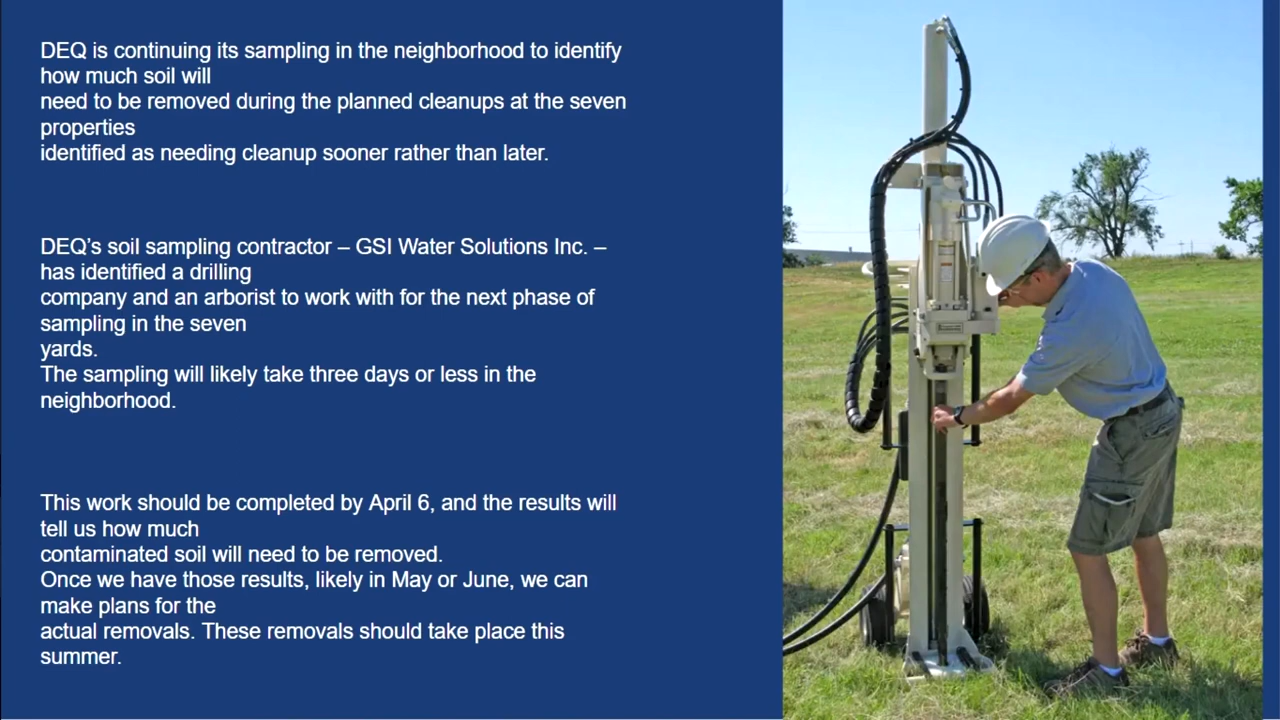 DEQ is continuing its sampling in the neighborhood to identify
how much soil will
need to be removed during the planned cleanups at the seven
properties
identified as needing cleanup sooner rather than later.
DEQ’s soil sampling contractor – GSI Water Solutions Inc. –
has identified a drilling
company and an arborist to work with for the next phase of
sampling in the seven
yards.
The sampling will likely take three days or less in the
neighborhood.
This work should be completed by April 6, and the results will
tell us how much
contaminated soil will need to be removed.
Once we have those results, likely in May or June, we can
make plans for the
actual removals. These removals should take place this
summer.